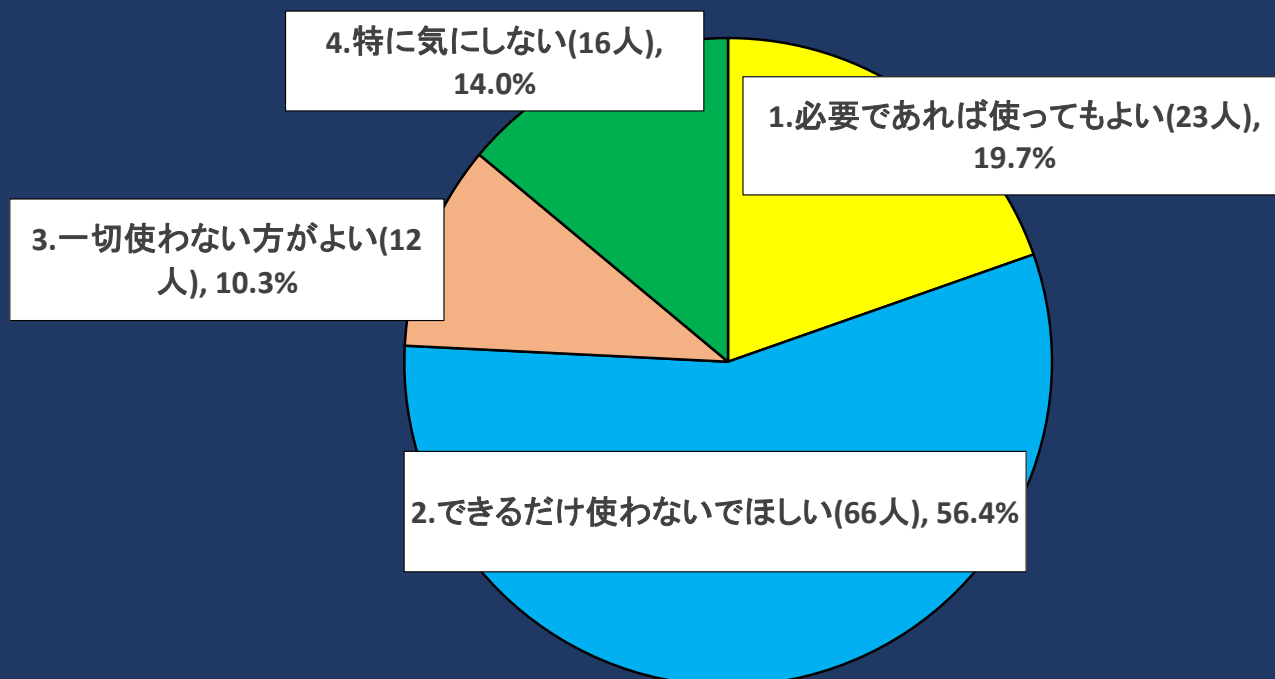 4.特に気にしない(16人),
14.0%
1.必要であれば使ってもよい(23人),
19.7%
3.一切使わない方がよい(12
人), 10.3%
2.できるだけ使わないでほしい(66人), 56.4%